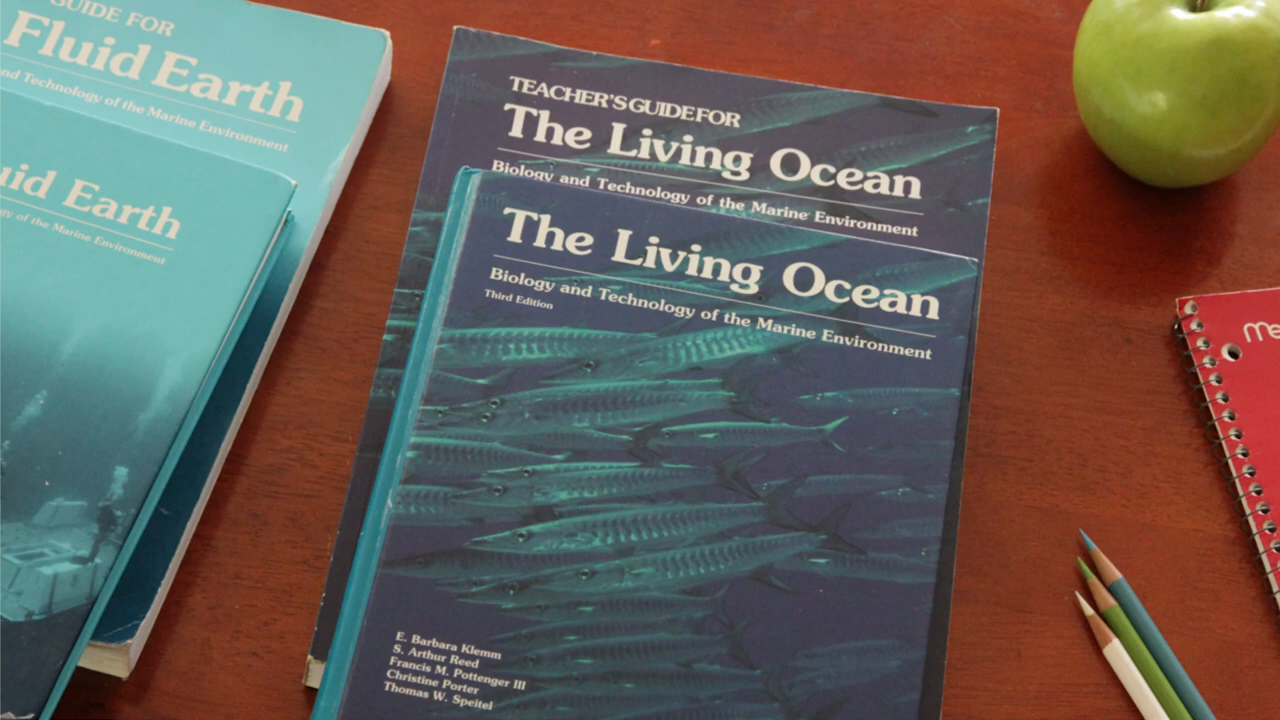 GUIDE FOR
Fluid Earth
and Technology of the Marine Environment
Earth
of the Marine Environment
TEACHER'S GUIDE FOR
The Living Ocean
Biology and Technology of the Marine Environment
The Living Ocean
Biology and Technology of the Marine Environment
Third Edition
E. Barbara Klemm
S. Arthur Reed
Francis M. Pottenger III
Christine Porter
Thomas W. Speitel